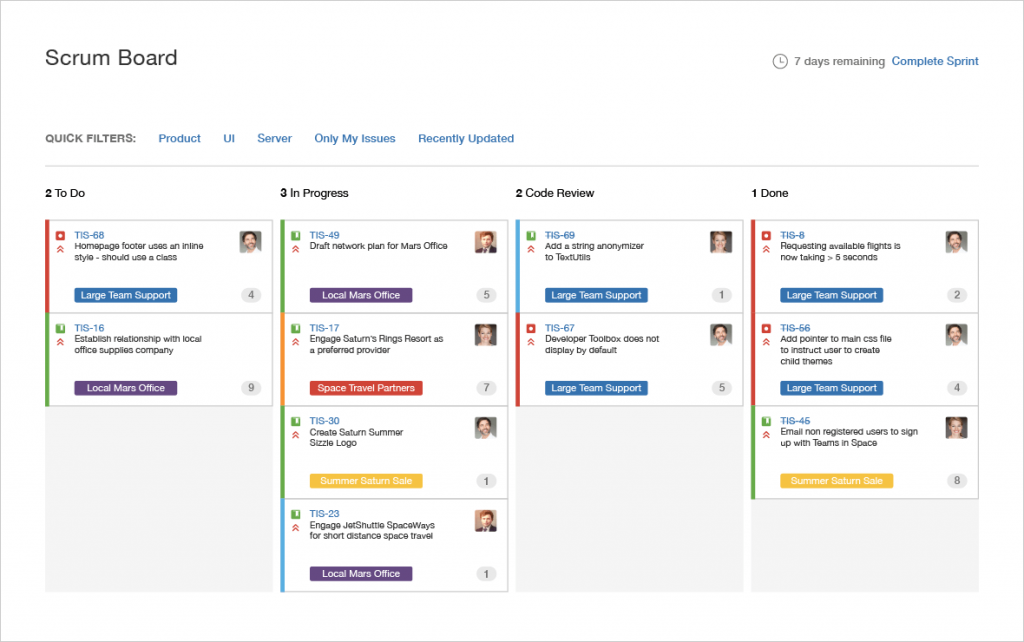 Scrum Board
7 days remaining Complete Sprint
QUICK FILTERS: Product UI Server Only My Issues Recently Updated
2 To Do
TIS-68
Homepage footer uses an inline
style - should use a class
Large Team Support 4
TIS-16
Establish relationship with local
office supplies company
Local Mars Office 9
3 In Progress
TIS-49
Draft network plan for Mars Office
Local Mars Office 5
TIS-17
Engage Saturn's Rings Resort as
a preferred provider
Space Travel Partners 7
TIS-30
Create Saturn Summer
Sizzle Logo
Summer Saturn Sale 1
TIS-23
Engage JetShuttle SpaceWays
for short distance space travel
Local Mars Office 1
2 Code Review
TIS-69
Add a string anonymizer
to TextUtils
Large Team Support 1
TIS-67
Developer Toolbox does not
display by default
Large Team Support 5
1 Done
TIS-8
Requesting available flights is
now taking > 5 seconds
Large Team Support 2
TIS-56
Add pointer to main css file
to instruct user to create
child themes
Large Team Support 4
TIS-45
Email non registered users to sign
up with Teams in Space
Summer Saturn Sale 8